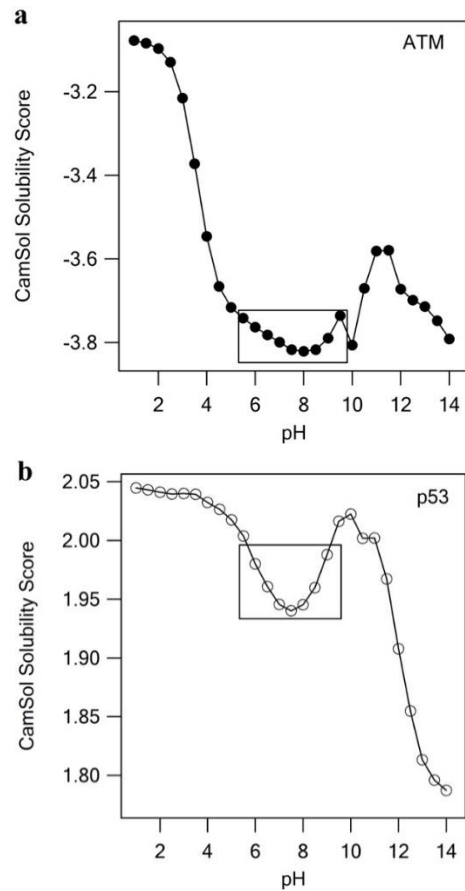 a
ATM
CamSol Solubility Score
-3.2
-3.4
-3.6
-3.8
2 4 6 8 10 12 14
pH
b
p53
CamSol Solubility Score
2.05
2.00
1.95
1.90
1.85
1.80
2 4 6 8 10 12 14
pH